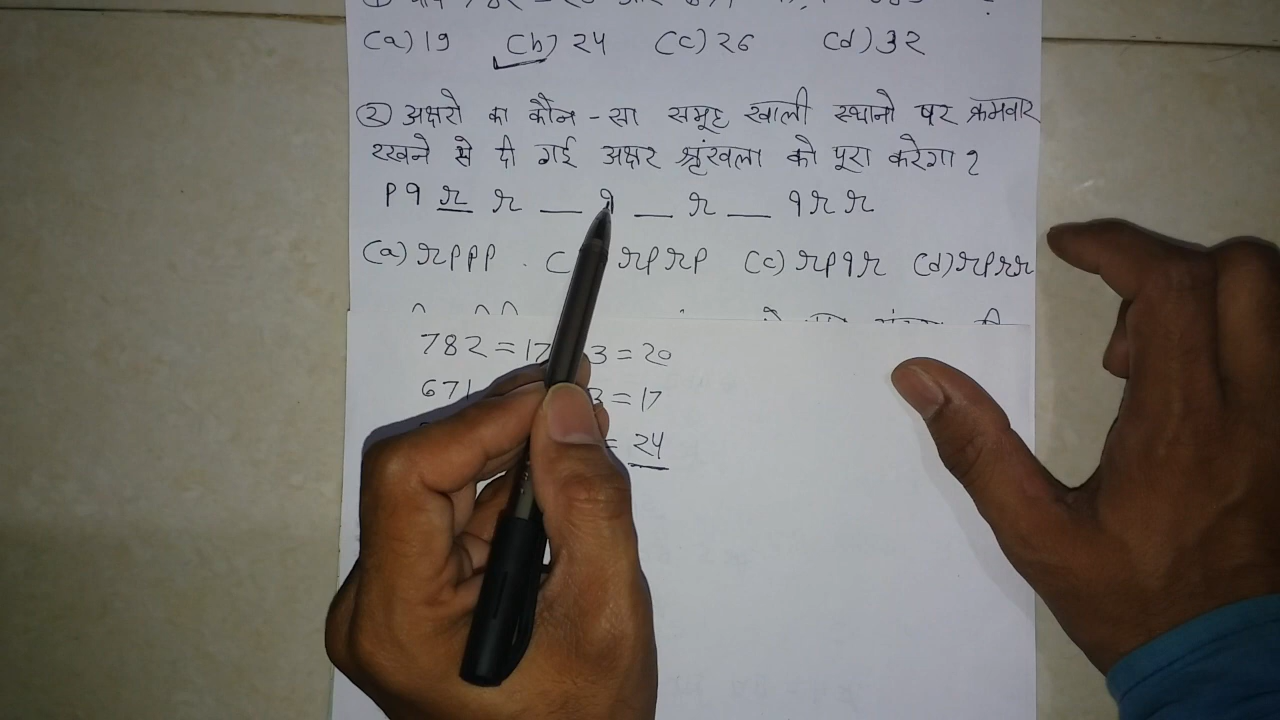 (a) 19 (b) 24 (c) 26 (d) 32
② अक्षरो का कौन - सा समूह खाली स्थानो पर क्रमवार
रखने से दी गई अक्षर श्रृंखला को पूरा करेगा ?
p q r r __ q __ r __ q r r
(a) rppp (  rprp (c) rpqr (d) rprr
782 = 17 3 = 20
671 3 = 17
= 24